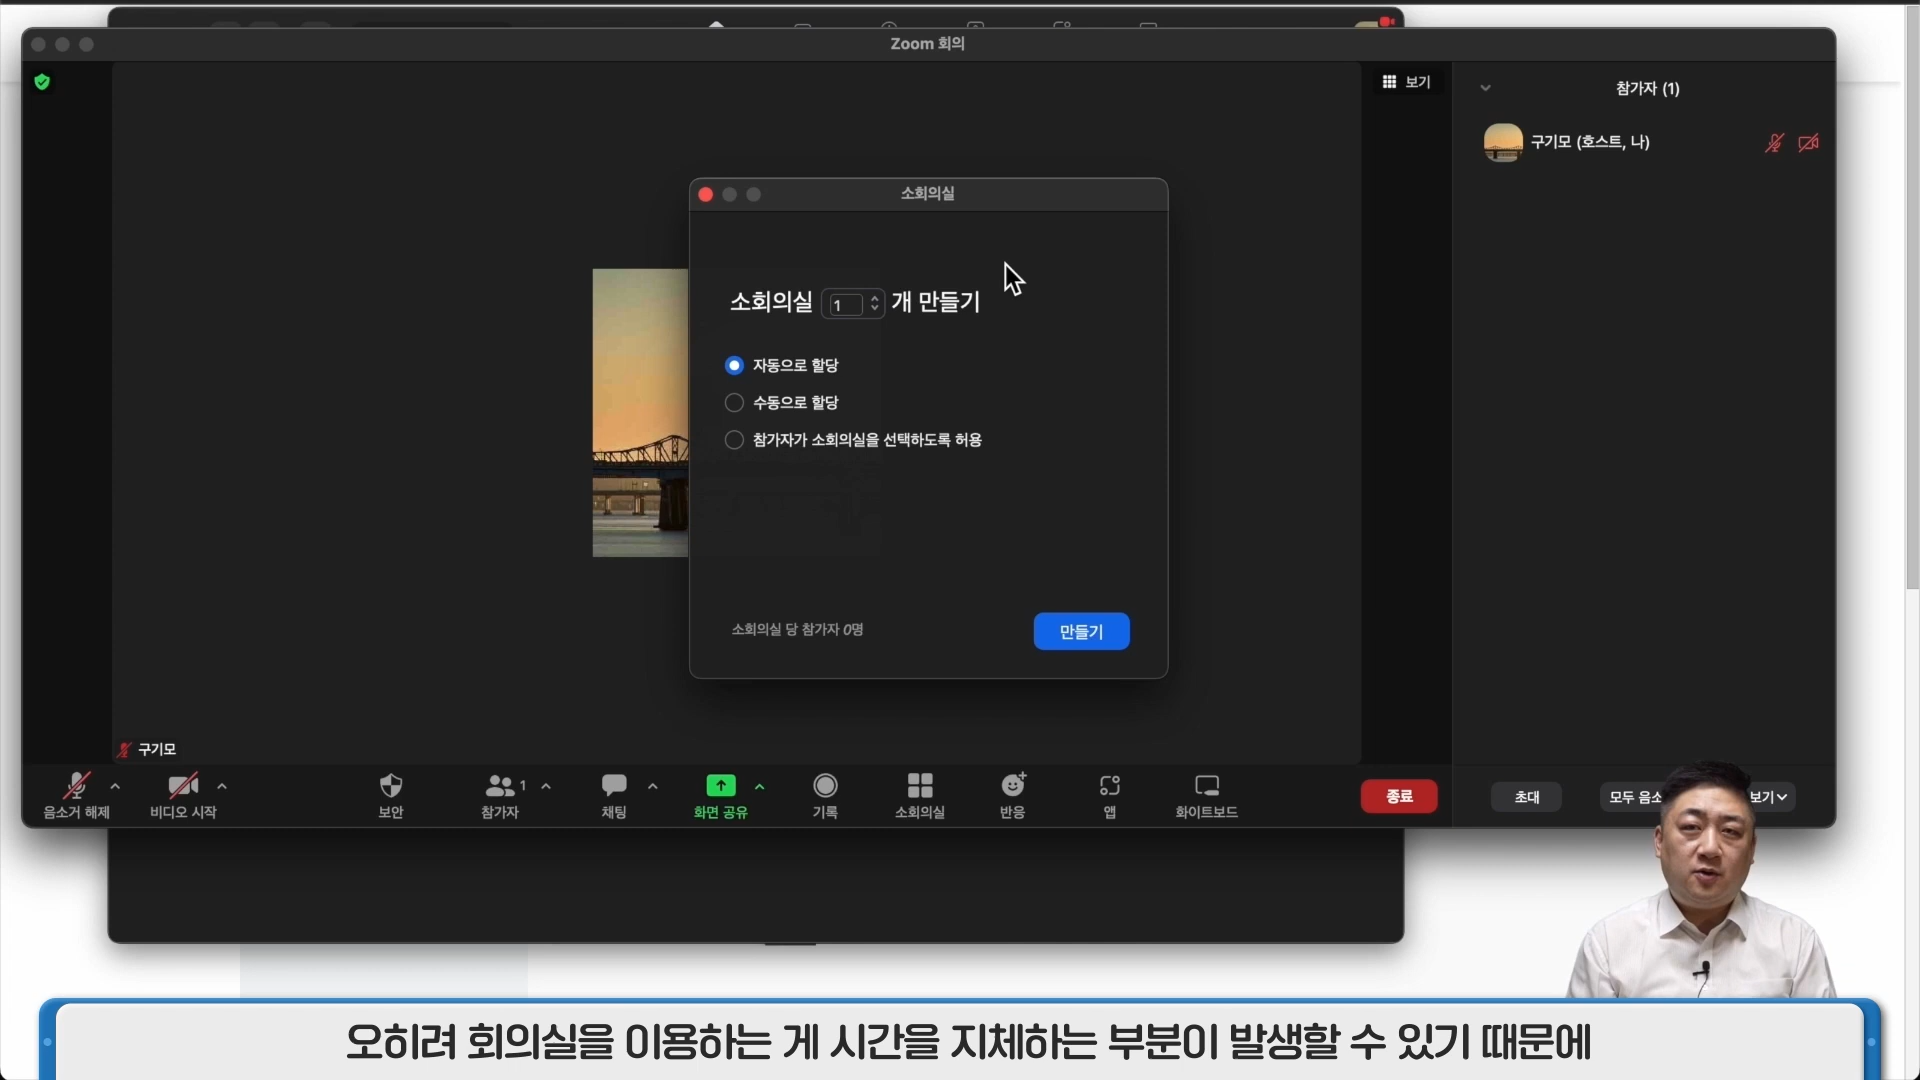 Zoom 회의
보기
참가자 (1)
구기모 (호스트, 나)
소회의실
소회의실 1 개 만들기
자동으로 할당
수동으로 할당
참가자가 소회의실을 선택하도록 허용
소회의실 당 참가자 0명
만들기
구기모
음소거 해제
비디오 시작
보안
1
참가자
채팅
화면 공유
기록
소회의실
반응
앱
화이트보드
종료
초대
모두 음소
보기
오히려 회의실을 이용하는 게 시간을 지체하는 부분이 발생할 수 있기 때문에